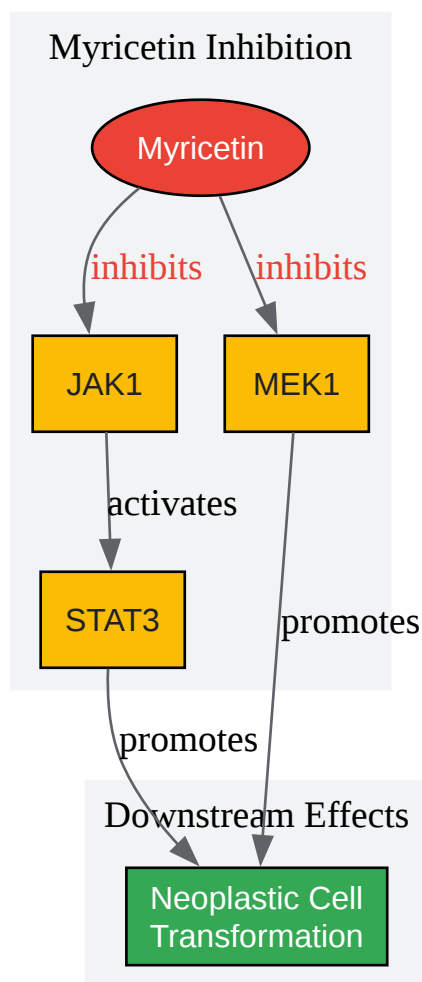 Myricetin Inhibition
Myricetin
inhibits
inhibits
JAK1
MEK1
activates
STAT3
promotes
promotes
Downstream Effects
Neoplastic Cell
Transformation